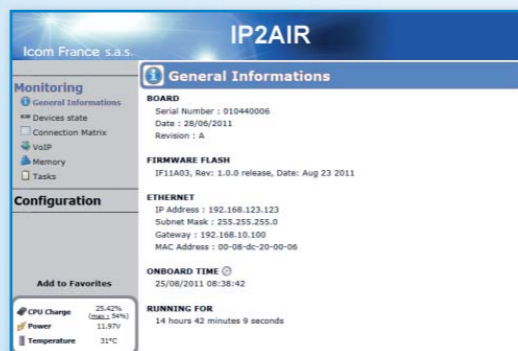 Icom France s.a.s.
IP2AIR
Monitoring
General Informations
Devices state
Connection Matrix
VoIP
Memory
Tasks
Configuration
Add to Favorites
CPU Charge 25.42%
(max : 54%)
Power 11.97V
Temperature 31°C
General Informations
BOARD
Serial Number : 010440006
Date : 28/06/2011
Revision : A
FIRMWARE FLASH
IF11A03, Rev: 1.0.0 release, Date: Aug 23 2011
ETHERNET
IP Address : 192.168.123.123
Subnet Mask : 255.255.255.0
Gateway : 192.168.10.100
MAC Address : 00-08-dc-20-00-06
ONBOARD TIME
25/08/2011 08:38:42
RUNNING FOR
14 hours 42 minutes 9 seconds